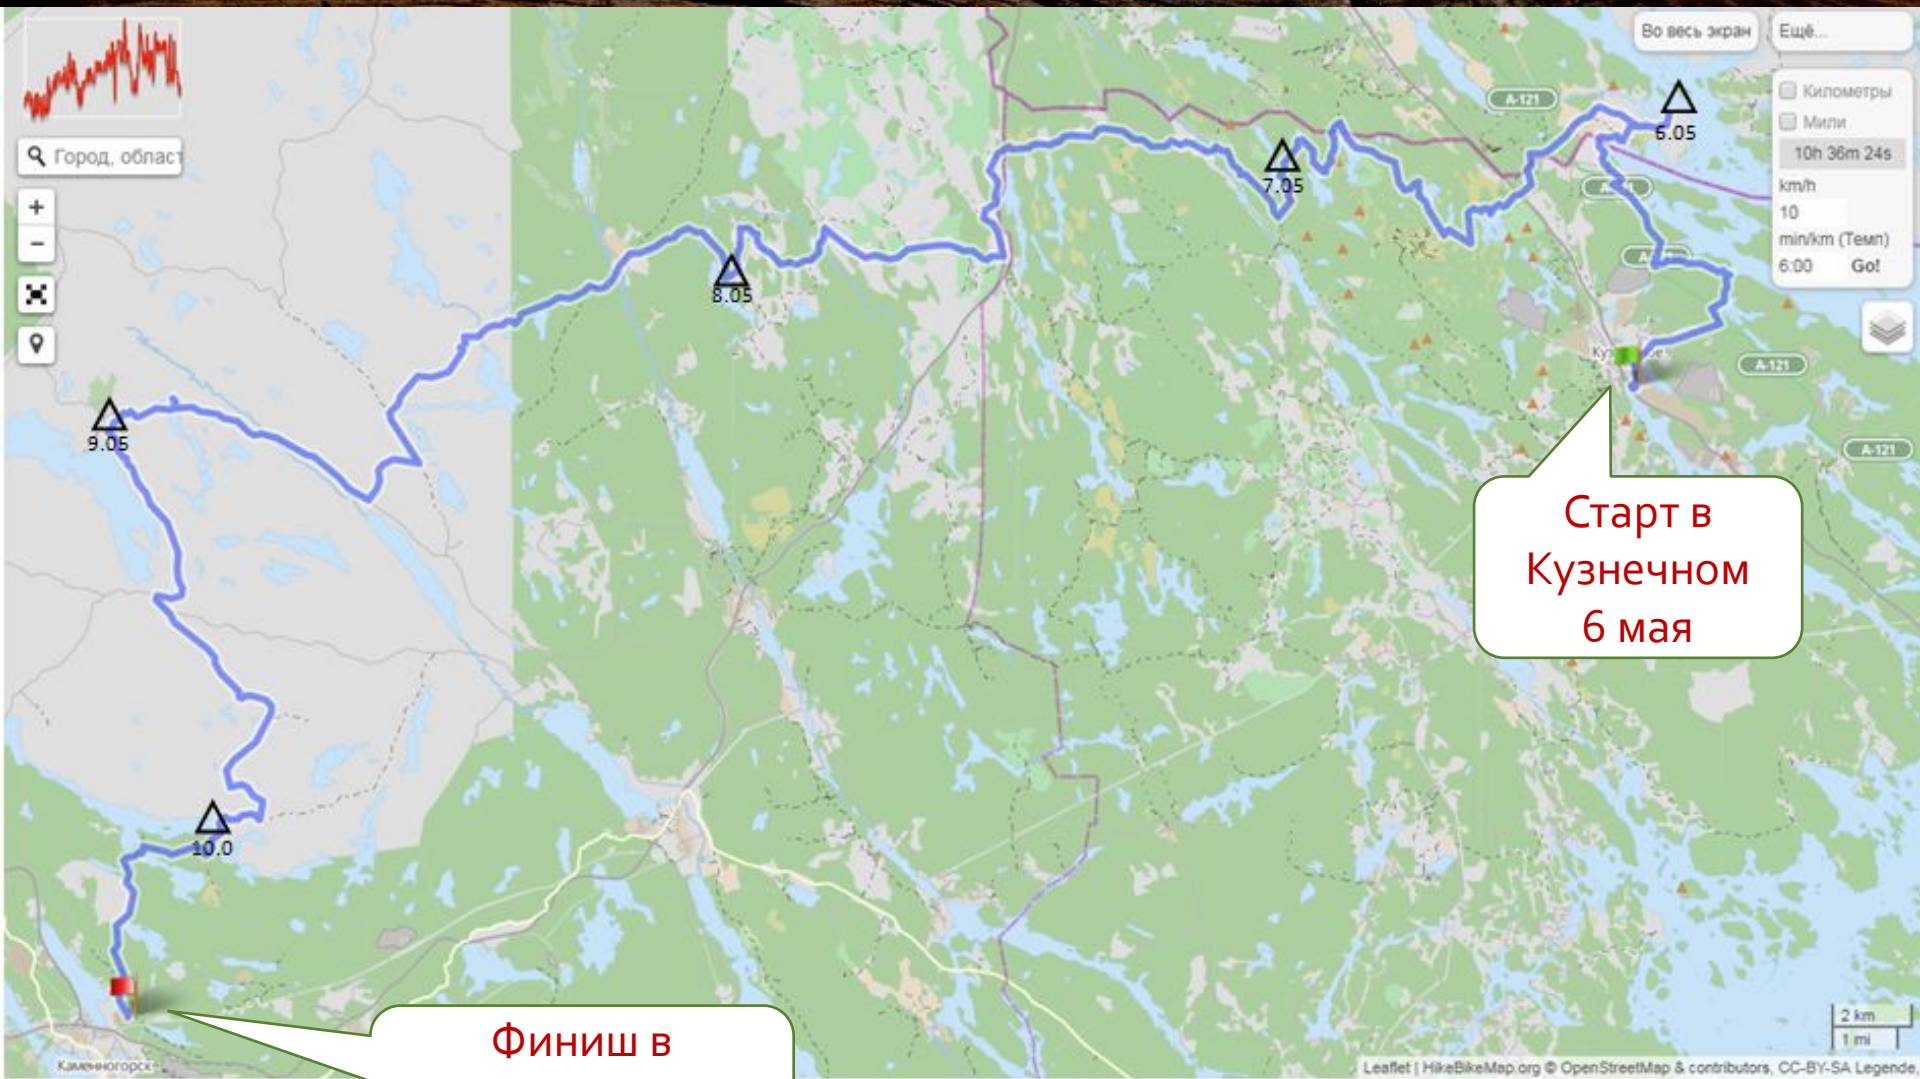 Во весь экран
Ещё...
Город, област
+
−
Километры
Мили
10h 36m 24s
km/h
10
min/km (Темп)
6:00 Go!
A-121
6.05
7.05
8.05
9.05
10.0
A-121
A-121
Старт в
Кузнечном
6 мая
Финиш в
Каменногорск
2 km
1 mi
Leaflet | HikeBikeMap.org © OpenStreetMap & contributors, CC-BY-SA Legende,